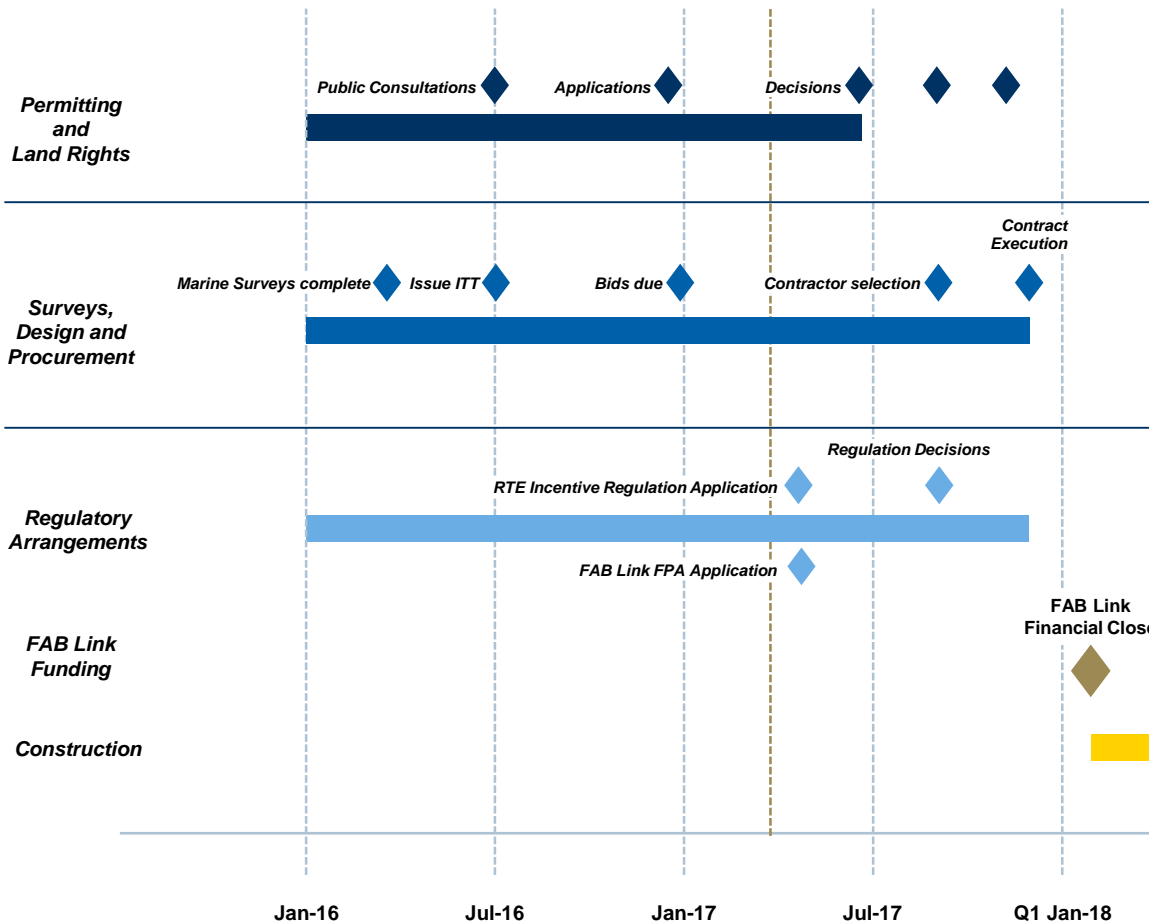 Public Consultations
Applications
Decisions
Permitting
and
Land Rights
Contract
Execution
Marine Surveys complete
Issue ITT
Bids due
Contractor selection
Surveys,
Design and
Procurement
Regulation Decisions
RTE Incentive Regulation Application
Regulatory
Arrangements
FAB Link FPA Application
FAB Link
Financial Close
FAB Link
Funding
Construction
Jan-16
Jul-16
Jan-17
Jul-17
Q1 Jan-18